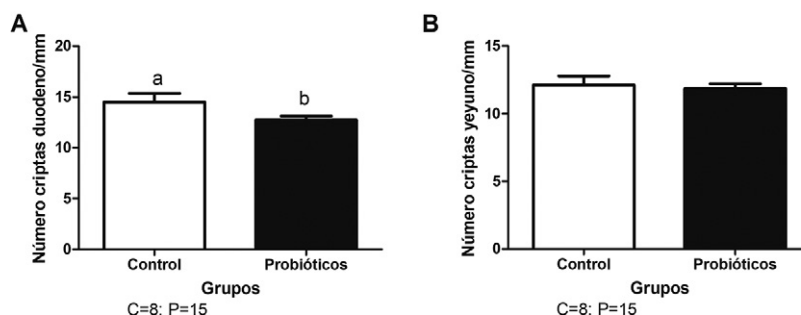 A
Número criptas duodeno/mm
20
15
10
5
0
a
b
Control
Probióticos
Grupos
C=8; P=15
B
Número criptas yeyuno/mm
15
10
5
0
Control
Probióticos
Grupos
C=8; P=15